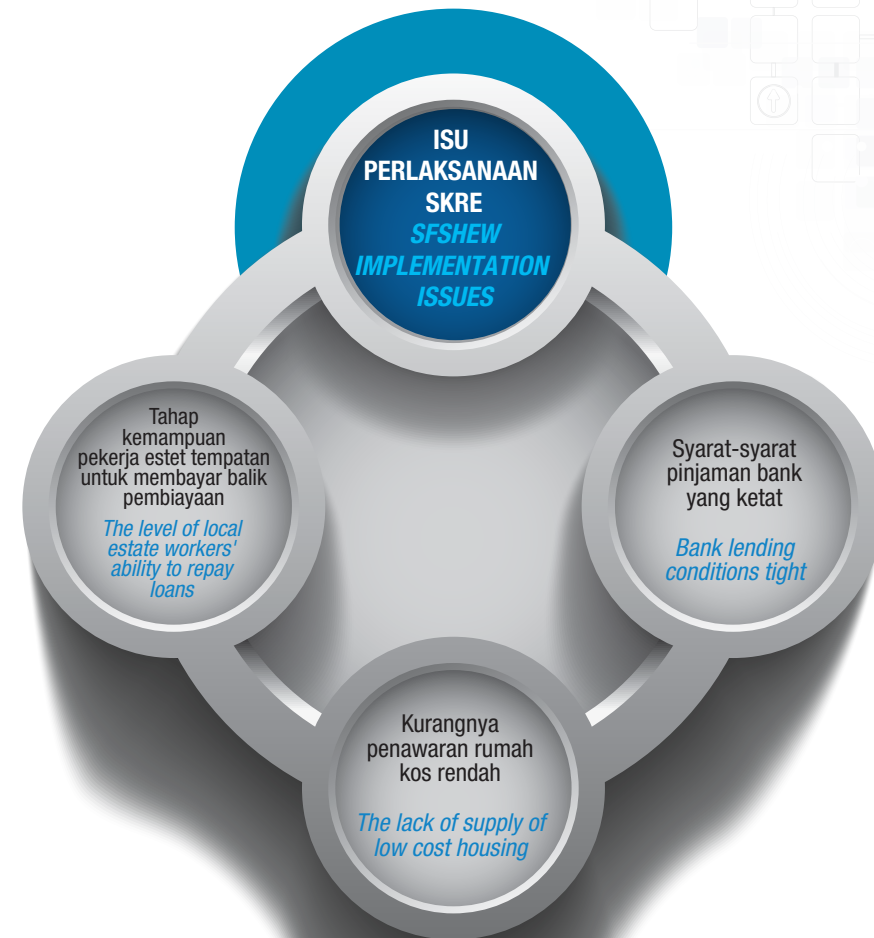 ISU
PERLAKSANAAN
SKRE
SFSHEW
IMPLEMENTATION
ISSUES
Tahap
kemampuan
pekerja estet tempatan
untuk membayar balik
pembiayaan
The level of local
estate workers'
ability to repay
loans
Syarat-syarat
pinjaman bank
yang ketat
Bank lending
conditions tight
Kurangnya
penawaran rumah
kos rendah
The lack of supply of
low cost housing